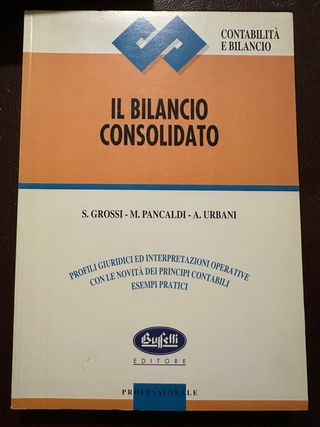 CONTABILITÀ
E BILANCIO
IL BILANCIO
CONSOLIDATO
S. GROSSI - M. PANCALDI - A. URBANI
PROFILI GIURIDICI ED INTERPRETAZIONI OPERATIVE
CON LE NOVITÀ DEI PRINCIPI CONTABILI
ESEMPI PRATICI
Buffetti
EDITORE
PROFESSIONALE